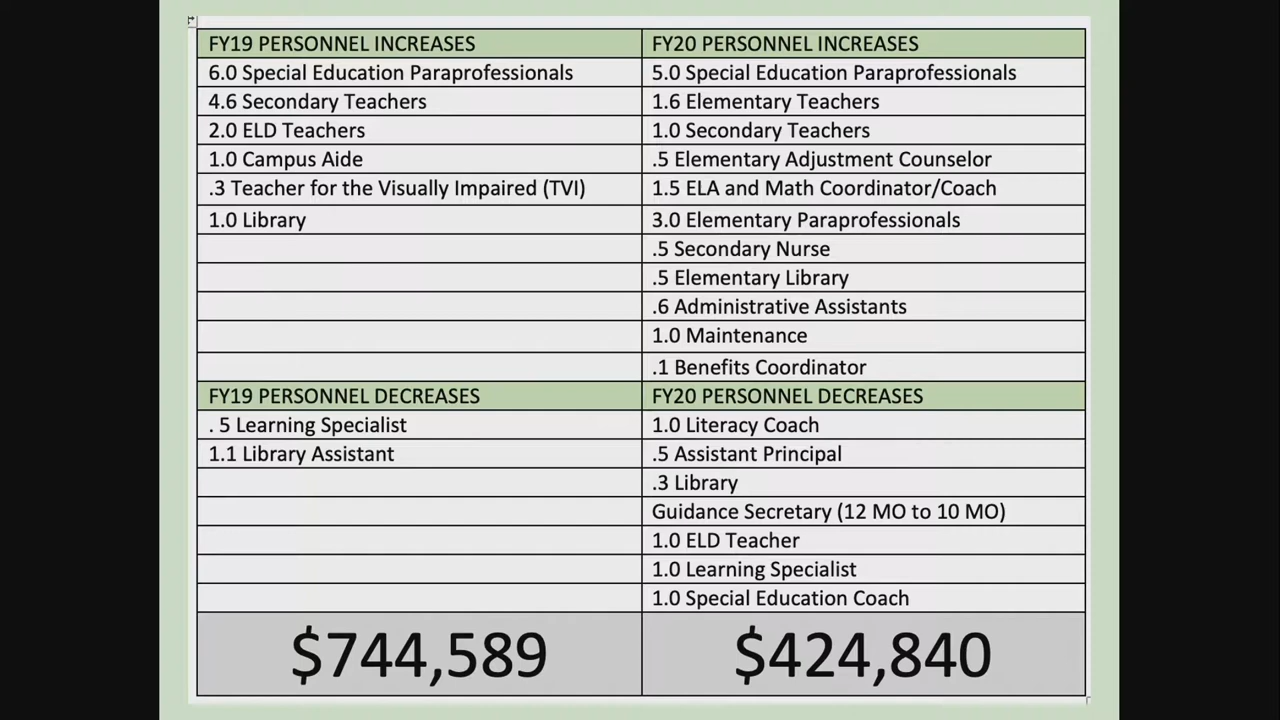 FY19 PERSONNEL INCREASES
FY20 PERSONNEL INCREASES
6.0 Special Education Paraprofessionals
5.0 Special Education Paraprofessionals
4.6 Secondary Teachers
1.6 Elementary Teachers
2.0 ELD Teachers
1.0 Secondary Teachers
1.0 Campus Aide
.5 Elementary Adjustment Counselor
.3 Teacher for the Visually Impaired (TVI)
1.5 ELA and Math Coordinator/Coach
1.0 Library
3.0 Elementary Paraprofessionals
.5 Secondary Nurse
.5 Elementary Library
.6 Administrative Assistants
1.0 Maintenance
.1 Benefits Coordinator
FY19 PERSONNEL DECREASES
FY20 PERSONNEL DECREASES
. 5 Learning Specialist
1.0 Literacy Coach
1.1 Library Assistant
.5 Assistant Principal
.3 Library
Guidance Secretary (12 MO to 10 MO)
1.0 ELD Teacher
1.0 Learning Specialist
1.0 Special Education Coach
$744,589
$424,840